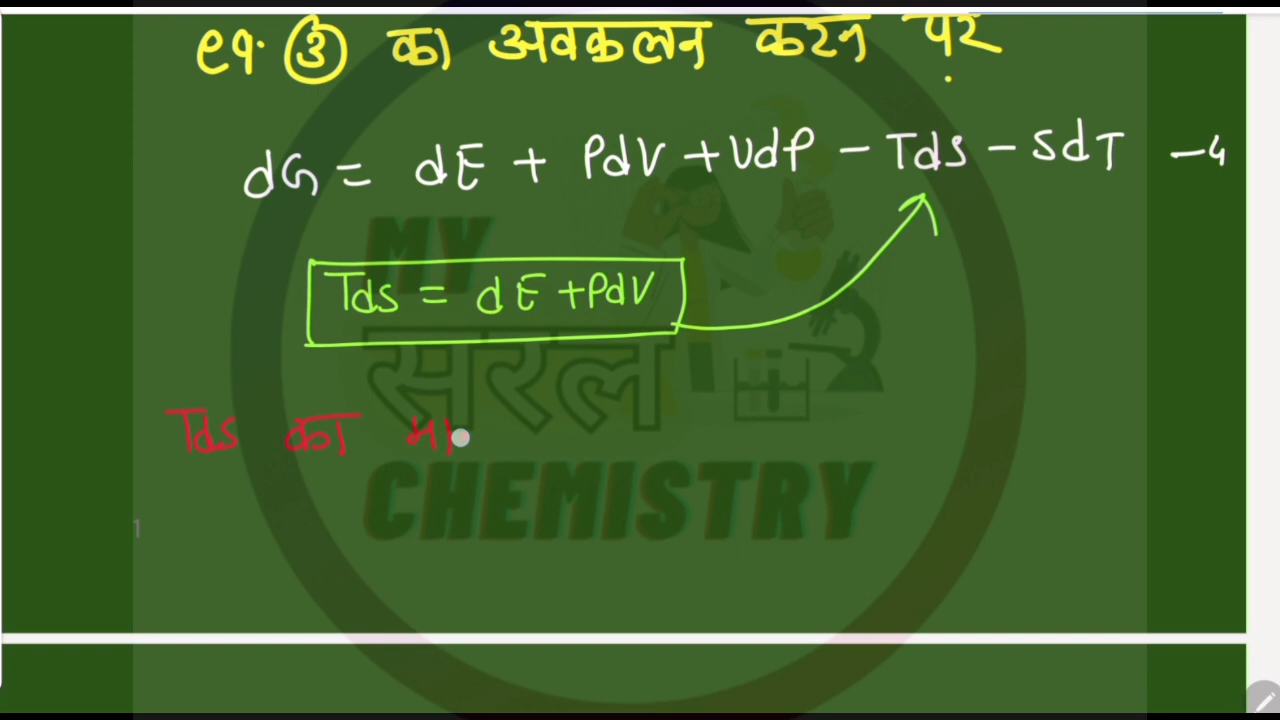 eq. ③ का अवकलन करने पर
dG = dE + PdV + VdP - Tds - SdT - 4
Tds = dE + PdV
Tds का मा
MY
सरल
CHEMISTRY
1